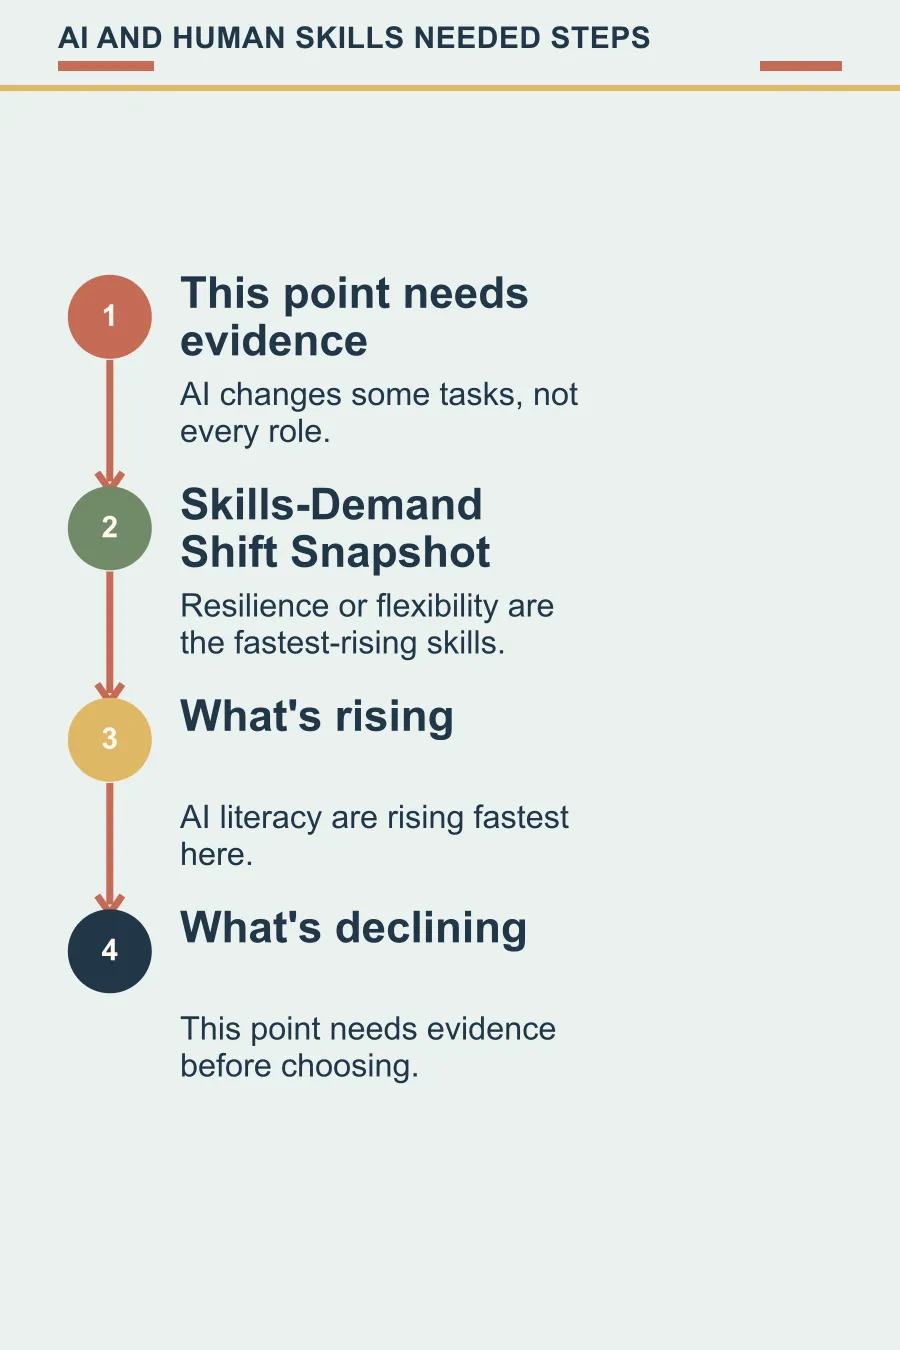 AI AND HUMAN SKILLS NEEDED STEPS
1
This point needs
evidence
AI changes some tasks, not
every role.
2
Skills-Demand
Shift Snapshot
Resilience or flexibility are
the fastest-rising skills.
3
What's rising
AI literacy are rising fastest
here.
4
What's declining
This point needs evidence
before choosing.